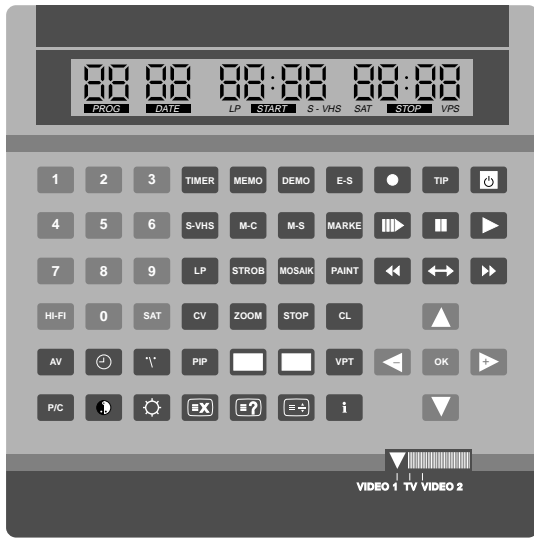 88 88 88:88 88:88
PROG DATE LP START S - VHS SAT STOP VPS
1 2 3 TIMER MEMO DEMO E-S TIP
4 5 6 S-VHS M-C M-S MARKE
7 8 9 LP STROB MOSAIK PAINT
HI-FI 0 SAT CV ZOOM STOP CL
AV PIP VPT - OK +
P/C X ? ÷ i
VIDEO 1 TV VIDEO 2